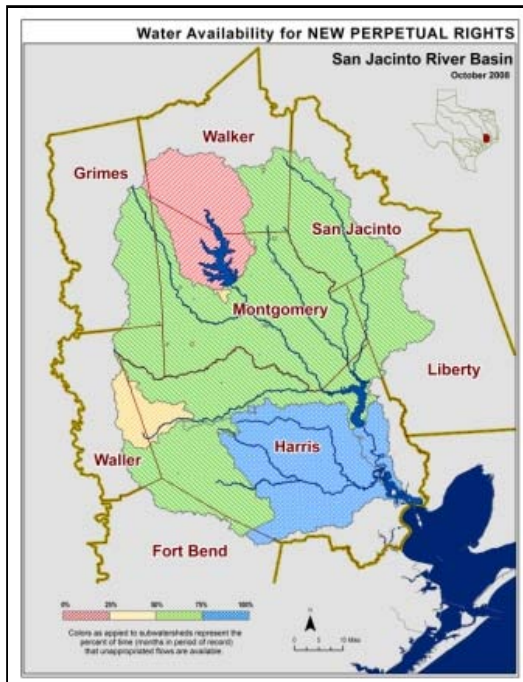 Water Availability for NEW PERPETUAL RIGHTS
San Jacinto River Basin
October 2008
Walker
Grimes
San Jacinto
Montgomery
Liberty
Harris
Waller
Fort Bend
0% 25% 50% 75% 100%
Colors as applied to subwatersheds represent the
percent of time (months in period of record)
that unappropriated flows are available.
N
0 5 10 Miles